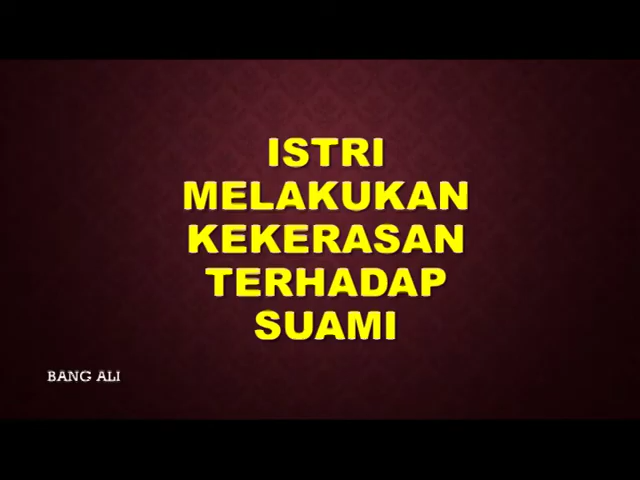 ISTRI
MELAKUKAN
KEKERASAN
TERHADAP
SUAMI
BANG ALI